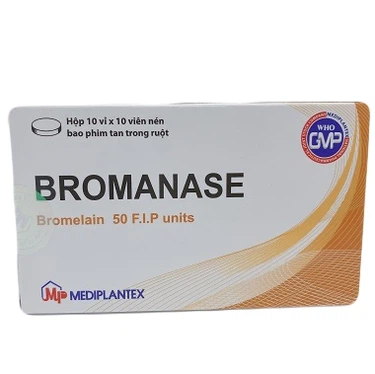 Hộp 10 vỉ x 10 viên nén
bao phim tan trong ruột
WHO
GMP
BROMANASE
Bromelain 50 F.I.P units
MEDIPLANTEX